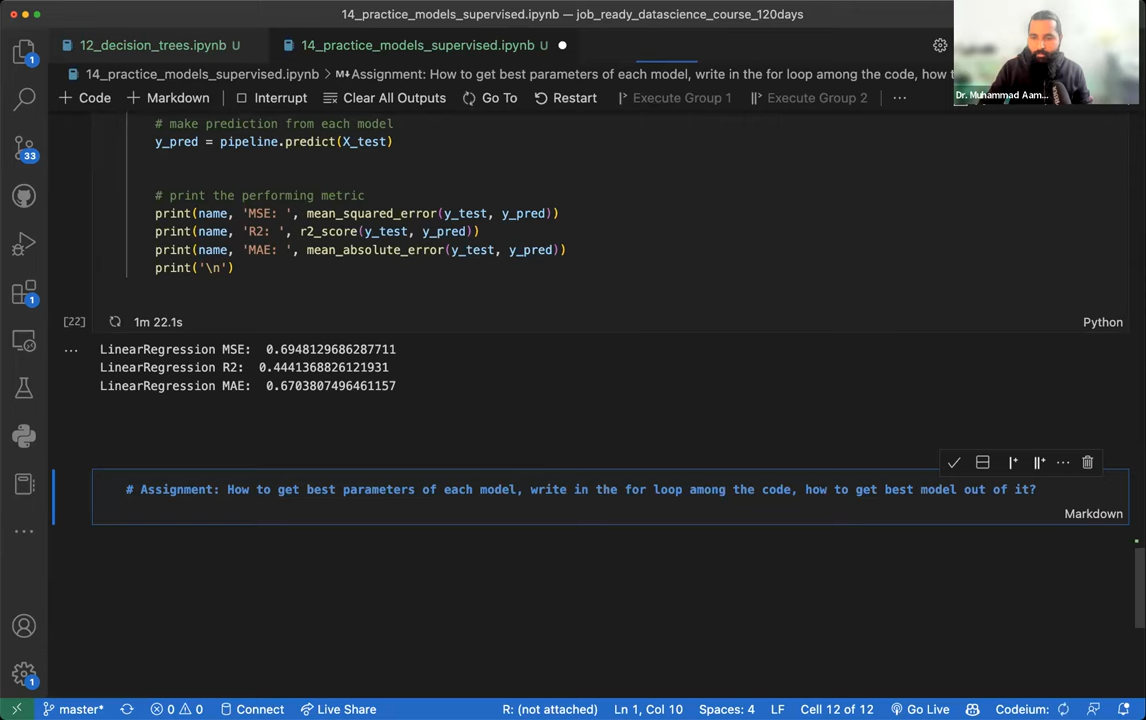 14_practice_models_supervised.ipynb — job_ready_datascience_course_120days
12_decision_trees.ipynb U
14_practice_models_supervised.ipynb U
14_practice_models_supervised.ipynb > M↓ Assignment: How to get best parameters of each model, write in the for loop among the code, how t
Dr. Muhammad Aam...
+ Code + Markdown Interrupt Clear All Outputs Go To Restart Execute Group 1 Execute Group 2 ...
# make prediction from each model
y_pred = pipeline.predict(X_test)
# print the performing metric
print(name, 'MSE: ', mean_squared_error(y_test, y_pred))
print(name, 'R2: ', r2_score(y_test, y_pred))
print(name, 'MAE: ', mean_absolute_error(y_test, y_pred))
print('\n')
[22] 1m 22.1s Python
... LinearRegression MSE:  0.6948129686287711
LinearRegression R2:  0.4441368826121931
LinearRegression MAE:  0.6703807496461157
# Assignment: How to get best parameters of each model, write in the for loop among the code, how to get best model out of it?
Markdown
1
33
1
1
master* 0 0 Connect Live Share R: (not attached) Ln 1, Col 10 Spaces: 4 LF Cell 12 of 12 Go Live Codeium: